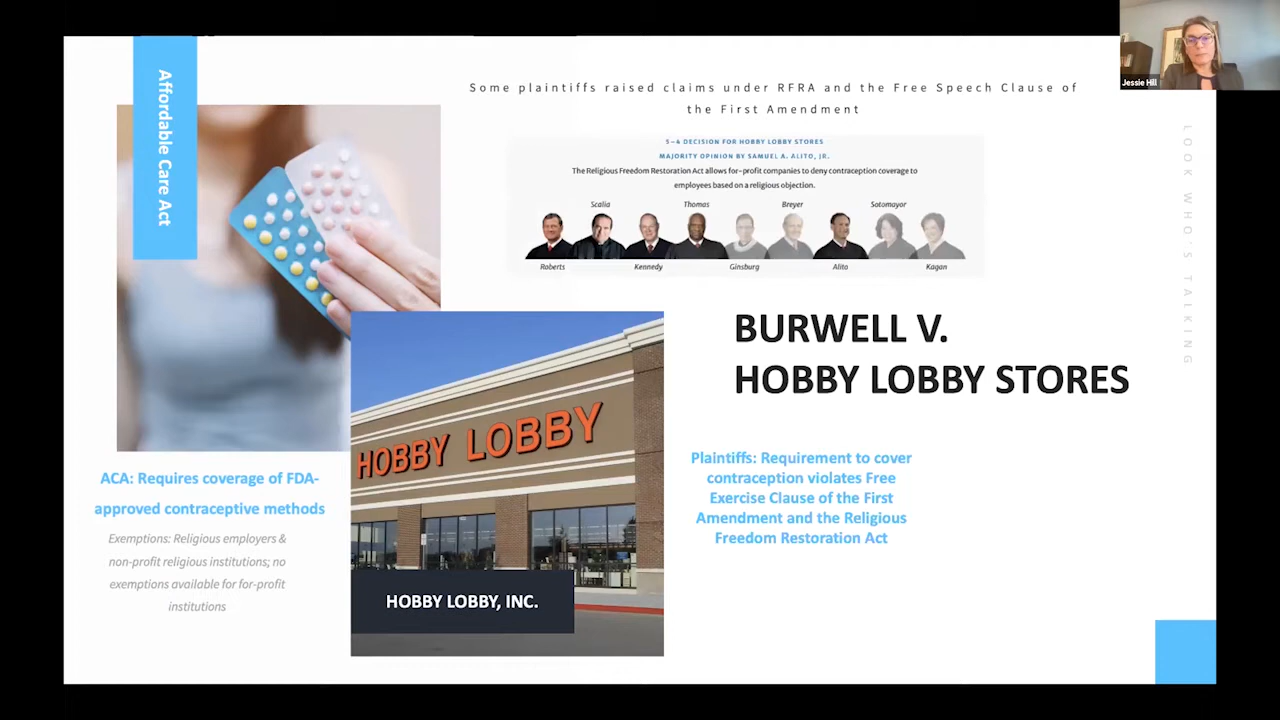 Jessie Hill
Affordable Care Act
Some plaintiffs raised claims under RFRA and the Free Speech Clause of
the First Amendment
5–4 DECISION FOR HOBBY LOBBY STORES
MAJORITY OPINION BY SAMUEL A. ALITO, JR.
The Religious Freedom Restoration Act allows for-profit companies to deny contraception coverage to
employees based on a religious objection.
Scalia Thomas Breyer Sotomayor
Roberts Kennedy Ginsburg Alito Kagan
LOOK WHO'S TALKING
BURWELL V.
HOBBY LOBBY STORES
HOBBY LOBBY
Plaintiffs: Requirement to cover
contraception violates Free
Exercise Clause of the First
Amendment and the Religious
Freedom Restoration Act
ACA: Requires coverage of FDA-
approved contraceptive methods
Exemptions: Religious employers &
non-profit religious institutions; no
exemptions available for for-profit
institutions
HOBBY LOBBY, INC.